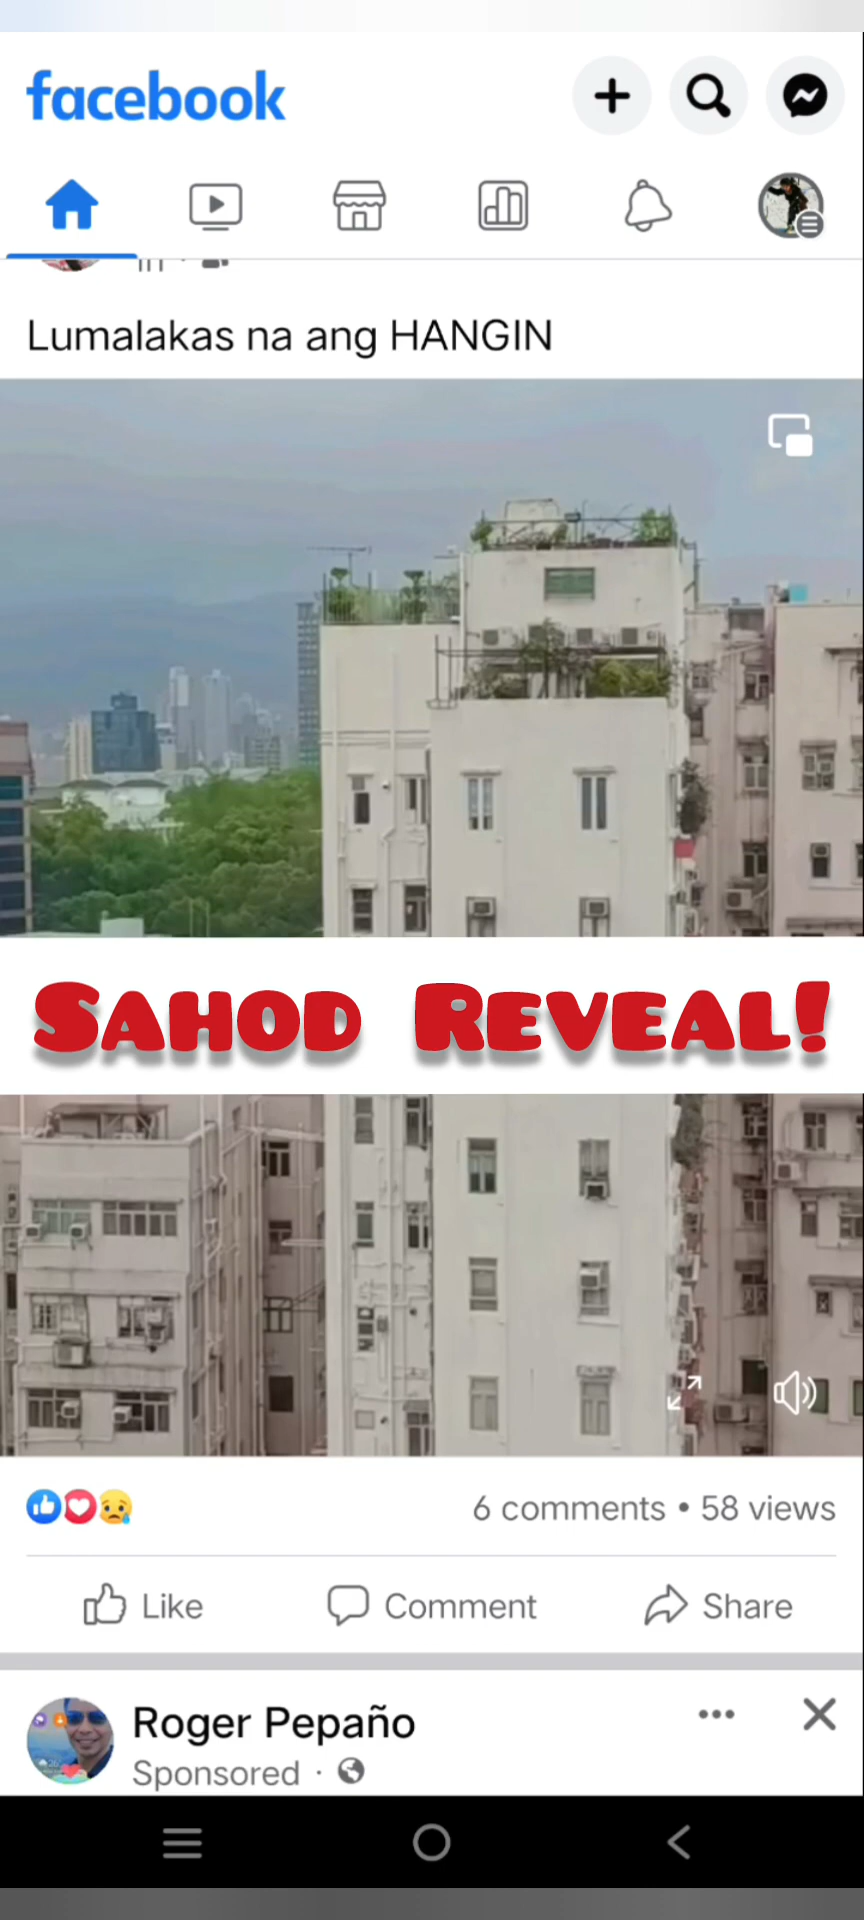 facebook
Lumalakas na ang HANGIN
SAHOD REVEAL!
6 comments • 58 views
Like
Comment
Share
Roger Pepaño
Sponsored ·